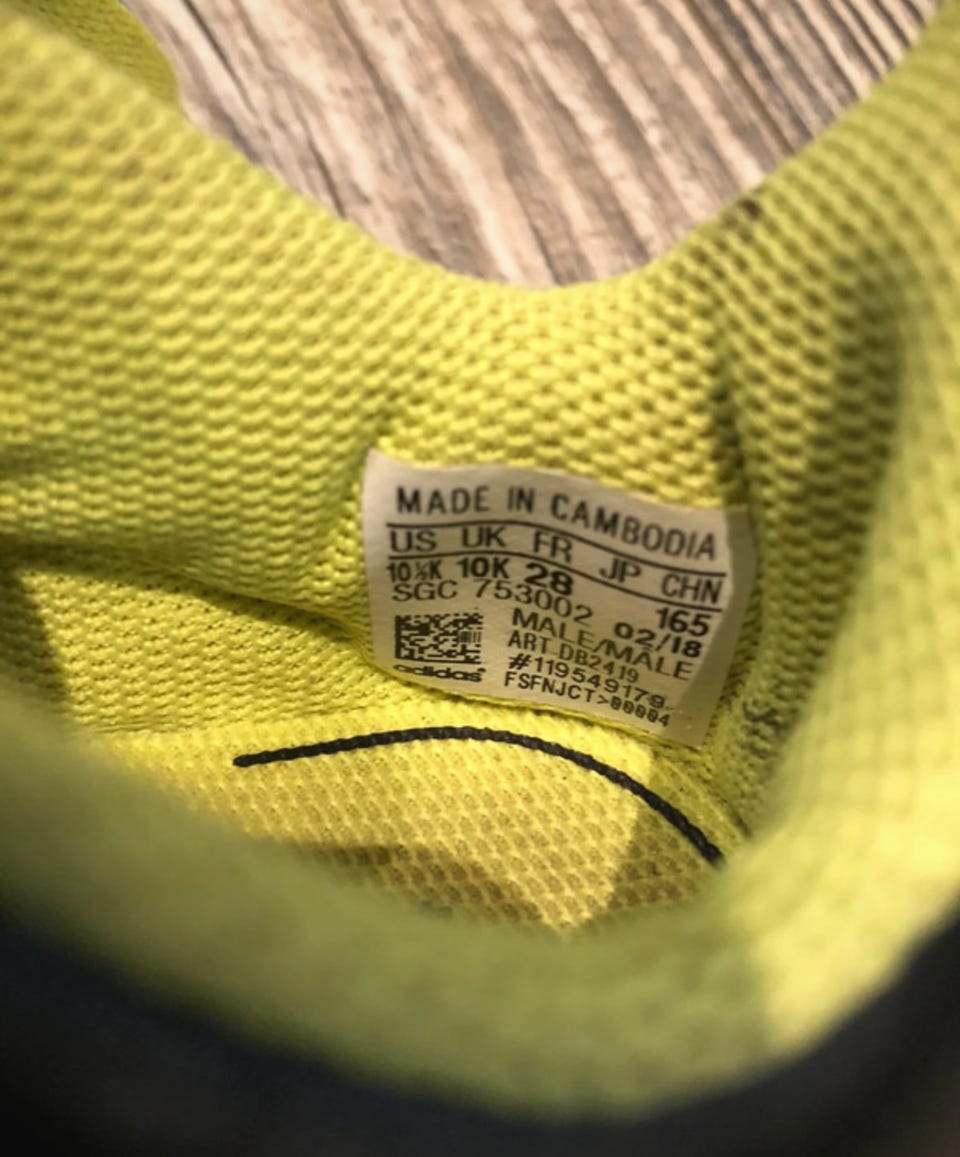 MADE IN CAMBODIA
US UK FR JP CHN
10½K 10K 28 165
SGC 753002 02/18
MALE/MALE
ART DB2419
#119549179
FSFNJCT>00004
adidas®